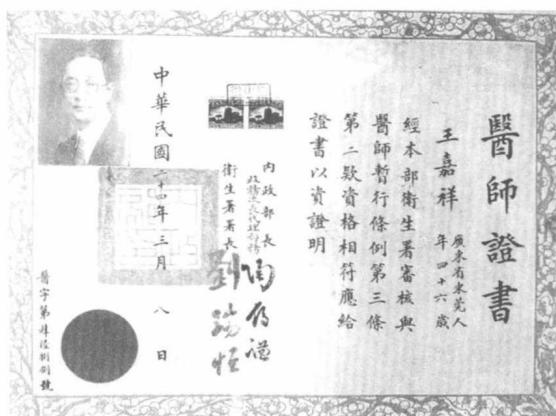 醫師證書
王嘉祥
廣東省東莞人
年四十六歲
經本部衛生署審核與
醫師暫行條例第三條
第二款資格相符應給
證書以資證明
內政部長
衛生署署長
劉瑞恒
中華民國二十四年三月八日